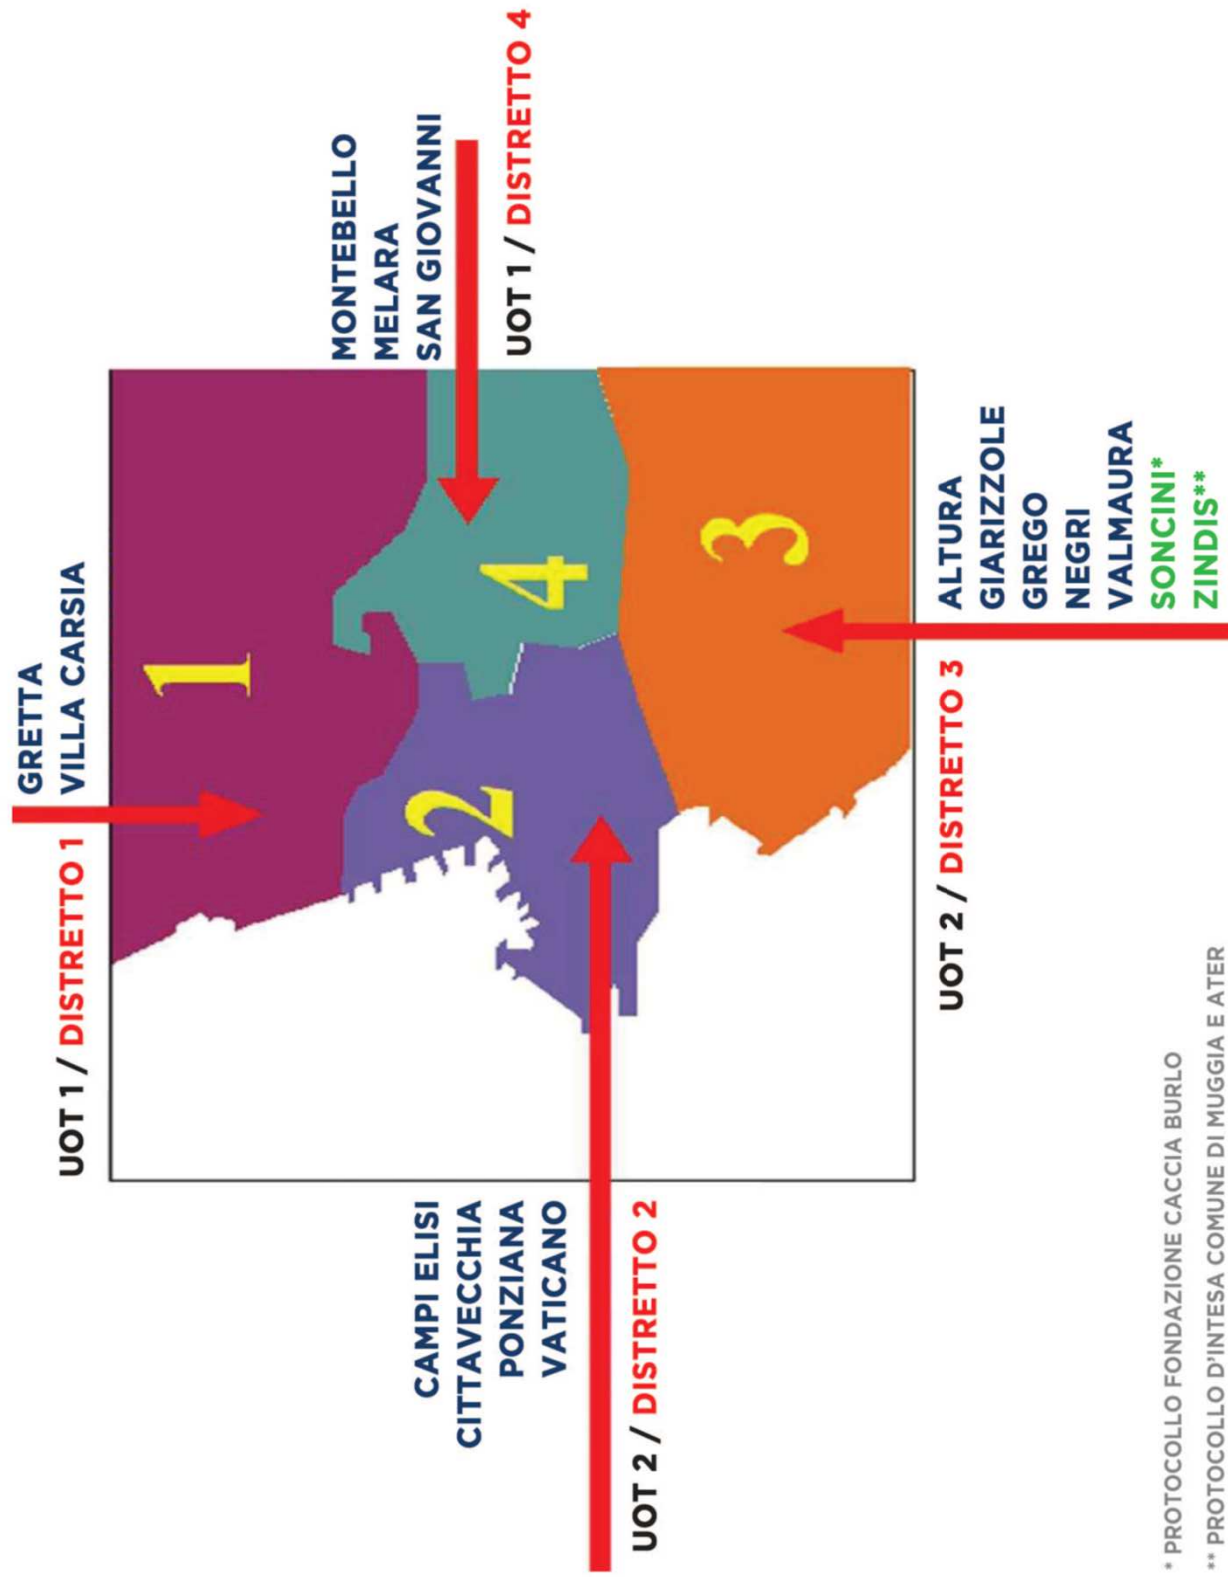 GRETTA
VILLA CARSIA
UOT 1 / DISTRETTO 1
1
MONTEBELLO
MELARA
SAN GIOVANNI
UOT 1 / DISTRETTO 4
4
CAMPI ELISI
CITTAVECCHIA
PONZIANA
VATICANO
UOT 2 / DISTRETTO 2
2
3
UOT 2 / DISTRETTO 3
ALTURA
GIARIZZOLE
GREGO
NEGRI
VALMAURA
SONCINI*
ZINDIS**
* PROTOCOLLO FONDAZIONE CACCIA BURLO
** PROTOCOLLO D'INTESA COMUNE DI MUGGIA E ATER